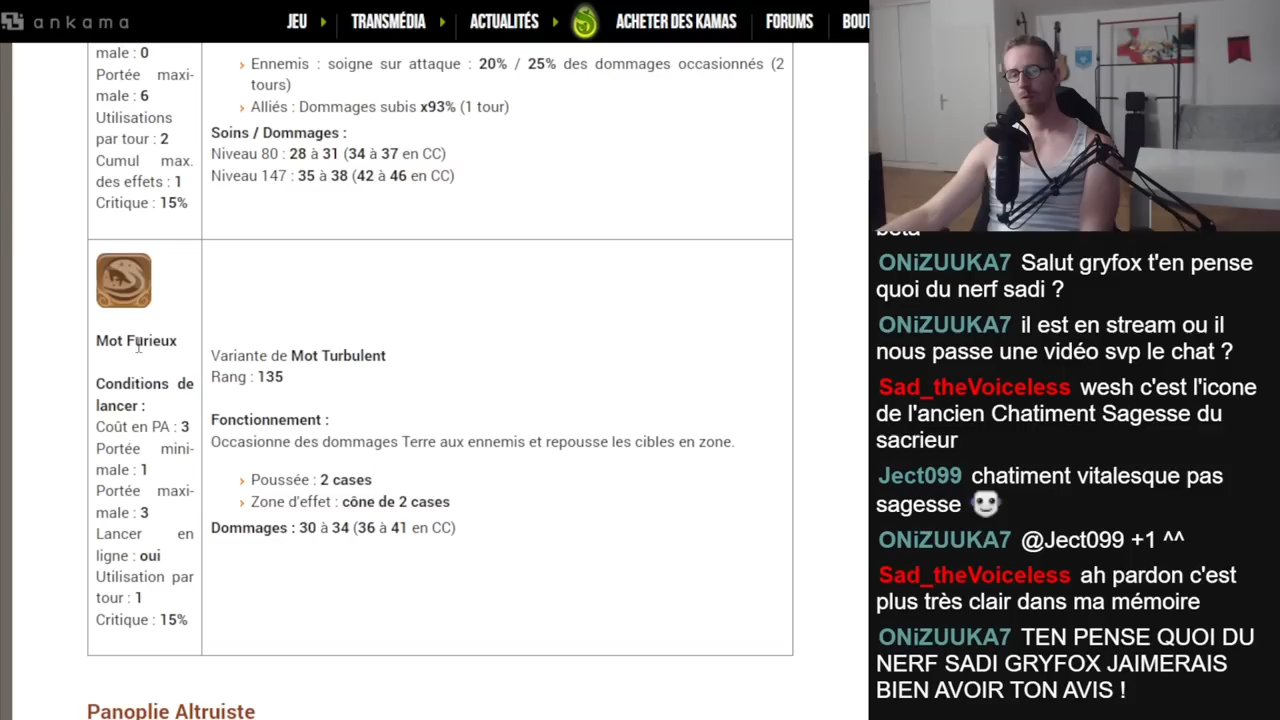 ankama
JEU
TRANSMÉDIA
ACTUALITÉS
ACHETER DES KAMAS
FORUMS
BOUT
male : 0
Portée maxi-
male : 6
Utilisations
par tour : 2
Cumul max.
des effets : 1
Critique : 15%
› Ennemis : soigne sur attaque : 20% / 25% des dommages occasionnés (2
tours)
› Alliés : Dommages subis x93% (1 tour)
Soins / Dommages :
Niveau 80 : 28 à 31 (34 à 37 en CC)
Niveau 147 : 35 à 38 (42 à 46 en CC)
Mot Furieux
Conditions de
lancer :
Coût en PA : 3
Portée mini-
male : 1
Portée maxi-
male : 3
Lancer en
ligne : oui
Utilisation par
tour : 1
Critique : 15%
Variante de Mot Turbulent
Rang : 135
Fonctionnement :
Occasionne des dommages Terre aux ennemis et repousse les cibles en zone.
› Poussée : 2 cases
› Zone d'effet : cône de 2 cases
Dommages : 30 à 34 (36 à 41 en CC)
Panoplie Altruiste
beta
ONiZUUKA7 Salut gryfox t'en pense
quoi du nerf sadi ?
ONiZUUKA7 il est en stream ou il
nous passe une vidéo svp le chat ?
Sad_theVoiceless wesh c'est l'icone
de l'ancien Chatiment Sagesse du
sacrieur
Ject099 chatiment vitalesque pas
sagesse
ONiZUUKA7 @Ject099 +1 ^^
Sad_theVoiceless ah pardon c'est
plus très clair dans ma mémoire
ONiZUUKA7 TEN PENSE QUOI DU
NERF SADI GRYFOX JAIMERAIS
BIEN AVOIR TON AVIS !